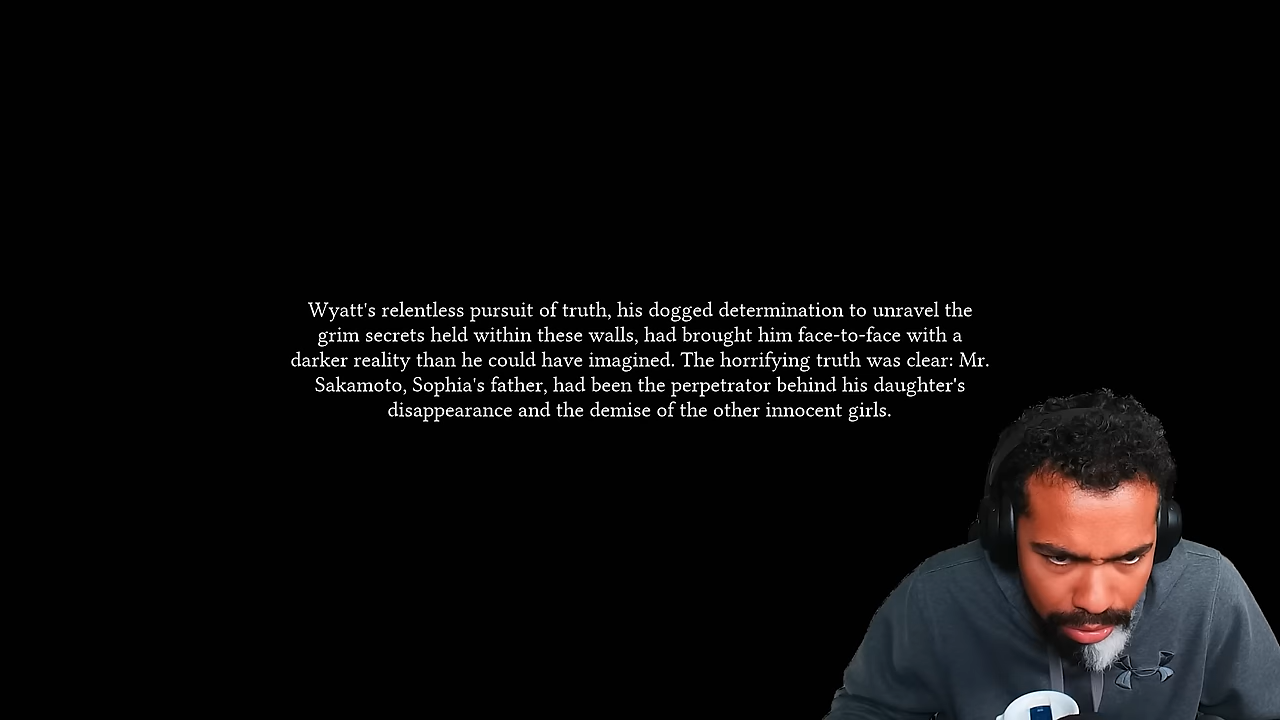 Wyatt's relentless pursuit of truth, his dogged determination to unravel the
grim secrets held within these walls, had brought him face-to-face with a
darker reality than he could have imagined. The horrifying truth was clear: Mr.
Sakamoto, Sophia's father, had been the perpetrator behind his daughter's
disappearance and the demise of the other innocent girls.